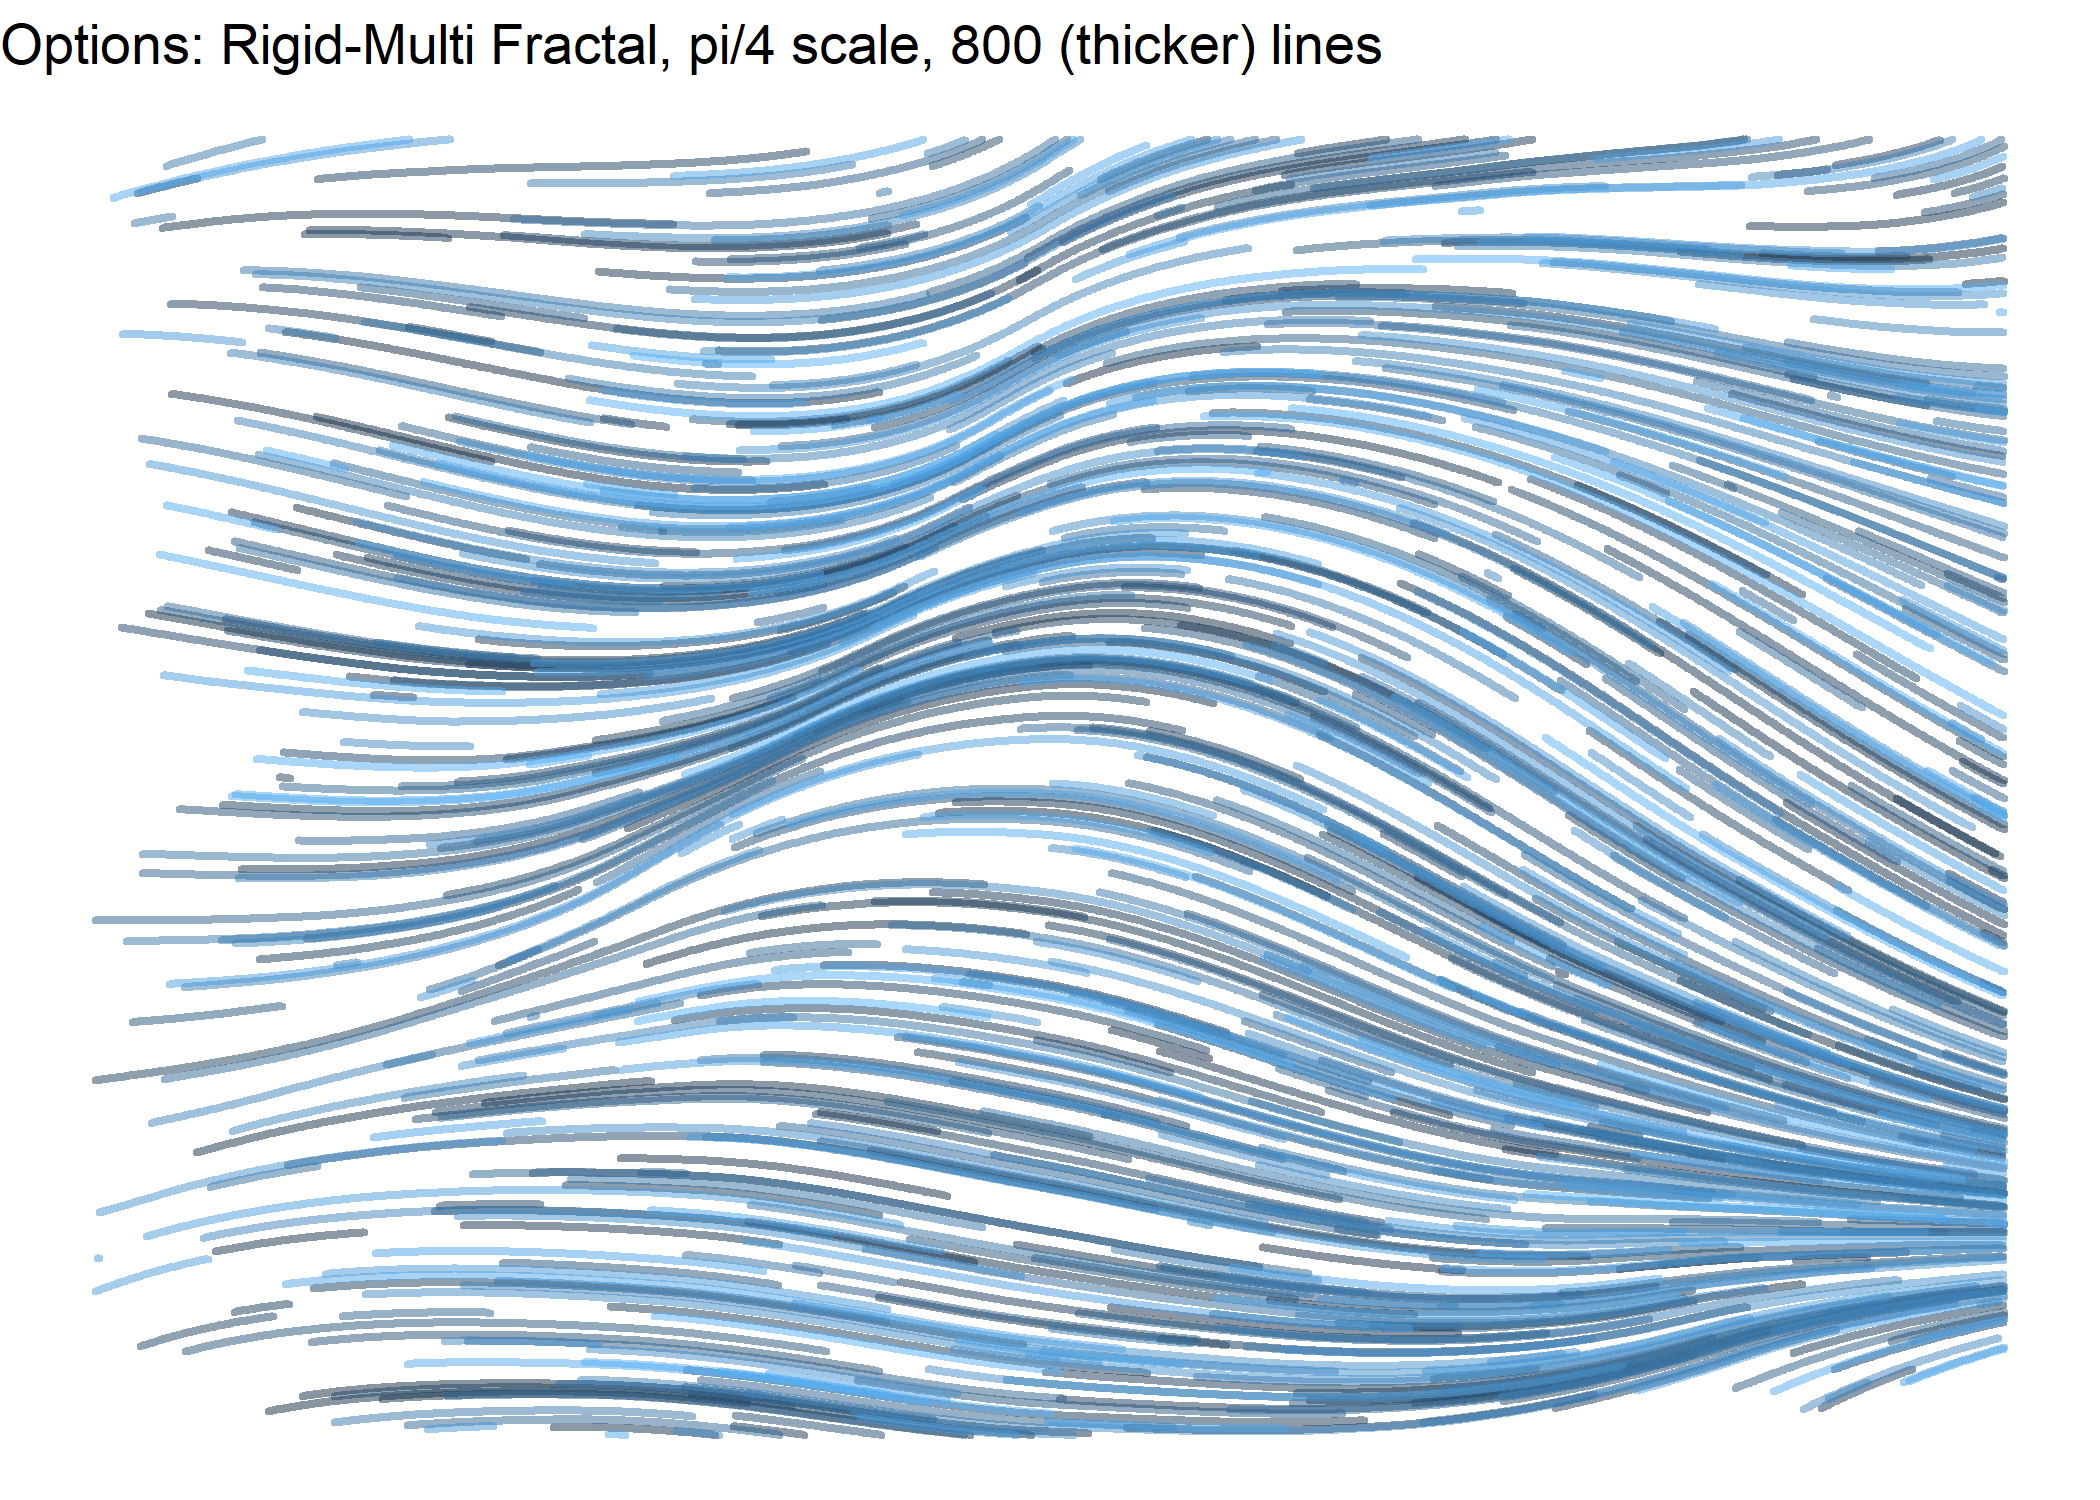 Options: Rigid-Multi Fractal, pi/4 scale, 800 (thicker) lines